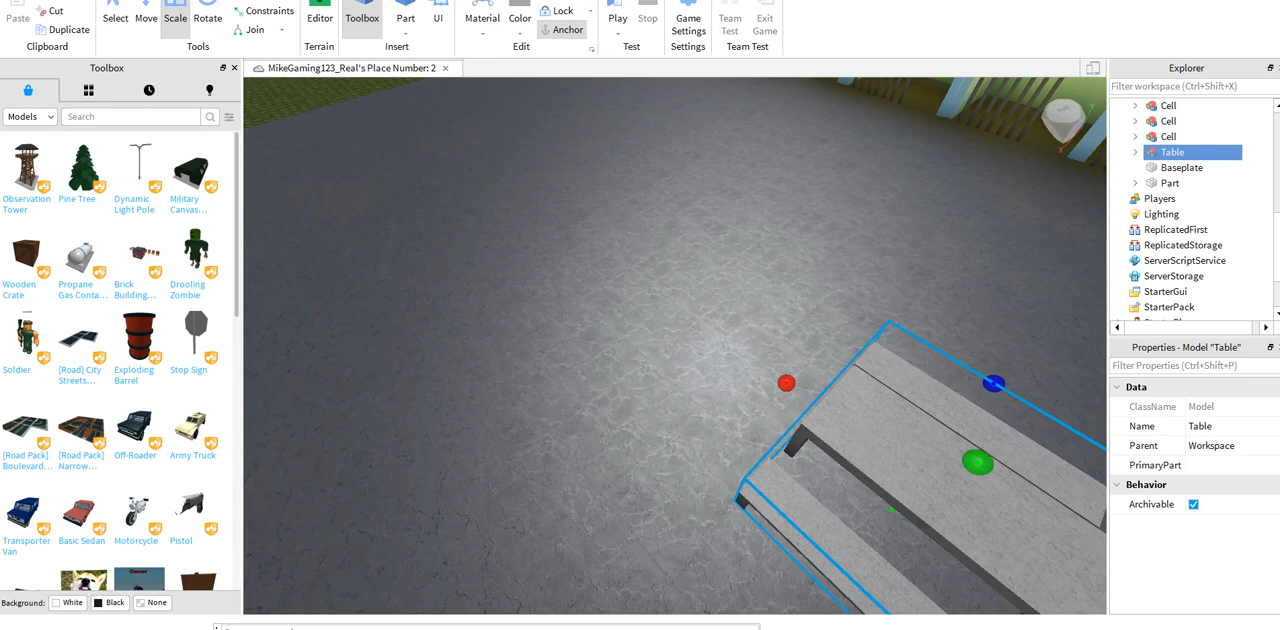 Paste
Cut
Duplicate
Clipboard
Select
Move
Scale
Rotate
Constraints
Join
Tools
Editor
Terrain
Toolbox
Part
UI
Insert
Material
Color
Lock
Anchor
Edit
Play
Stop
Test
Game
Settings
Settings
Team
Test
Exit
Game
Team Test
Toolbox
MikeGaming123_Real's Place Number: 2
Models
Search
Observation
Tower
Pine Tree
Dynamic
Light Pole
Military
Canvas...
Wooden
Crate
Propane
Gas Conta...
Brick
Building...
Drooling
Zombie
Soldier
[Road] City
Streets...
Exploding
Barrel
Stop Sign
[Road Pack]
Boulevard...
[Road Pack]
Narrow...
Off-Roader
Army Truck
Transporter
Van
Basic Sedan
Motorcycle
Pistol
Background:
White
Black
None
Explorer
Filter workspace (Ctrl+Shift+X)
Cell
Cell
Cell
Table
Baseplate
Part
Players
Lighting
ReplicatedFirst
ReplicatedStorage
ServerScriptService
ServerStorage
StarterGui
StarterPack
Properties - Model "Table"
Filter Properties (Ctrl+Shift+P)
Data
ClassName Model
Name Table
Parent Workspace
PrimaryPart
Behavior
Archivable